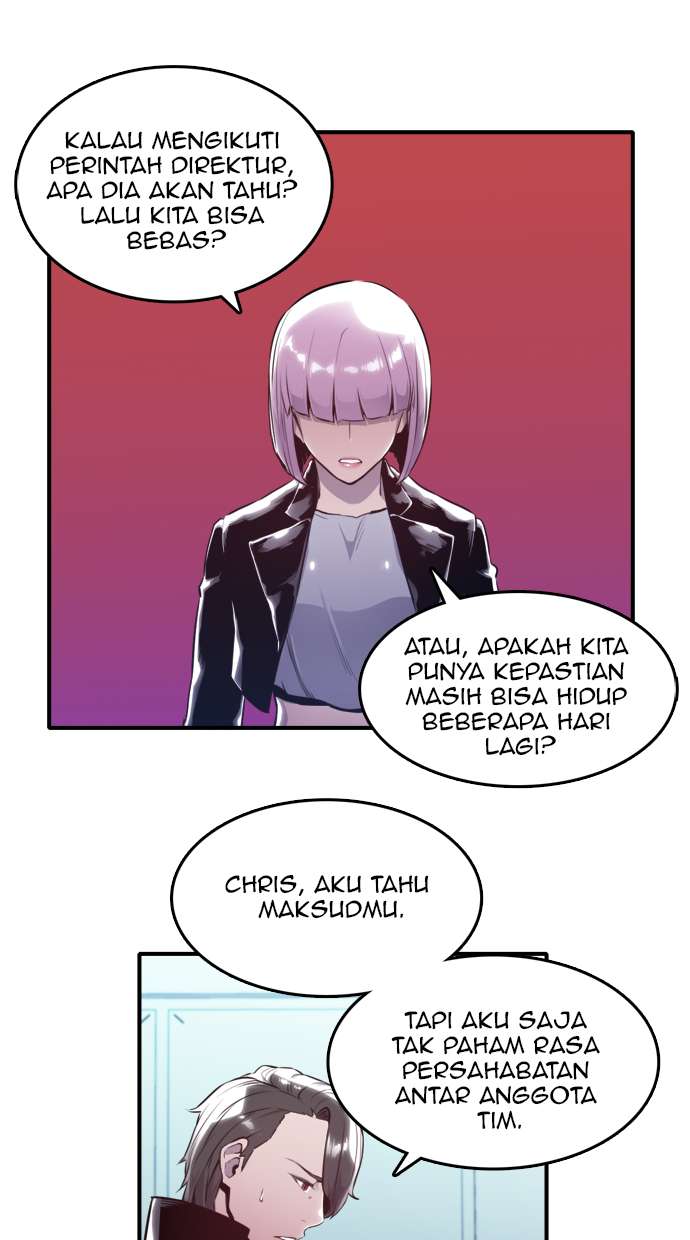 KALAU MENGIKUTI
PERINTAH DIREKTUR,
APA DIA AKAN TAHU?
LALU KITA BISA
BEBAS?
ATAU, APAKAH KITA
PUNYA KEPASTIAN
MASIH BISA HIDUP
BEBERAPA HARI
LAGI?
CHRIS, AKU TAHU
MAKSUDMU.
TAPI AKU SAJA
TAK PAHAM RASA
PERSAHABATAN
ANTAR ANGGOTA
TIM.